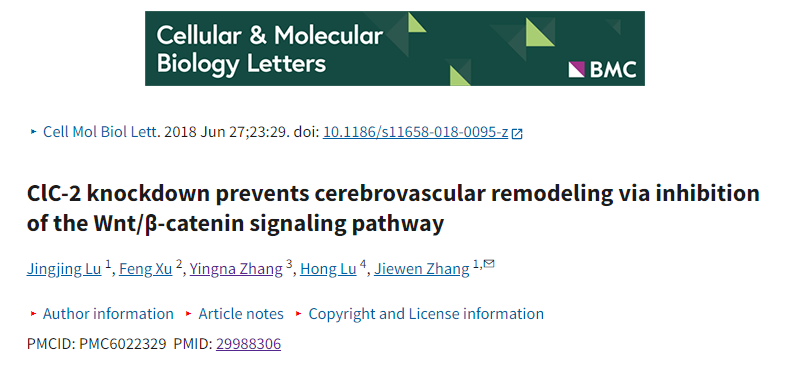 Cellular & Molecular
Biology Letters
BMC
Cell Mol Biol Lett. 2018 Jun 27;23:29. doi: 10.1186/s11658-018-0095-z
ClC-2 knockdown prevents cerebrovascular remodeling via inhibition
of the Wnt/β-catenin signaling pathway
Jingjing Lu 1, Feng Xu 2, Yingna Zhang 3, Hong Lu 4, Jiewen Zhang 1,✉
Author information Article notes Copyright and License information
PMCID: PMC6022329 PMID: 29988306